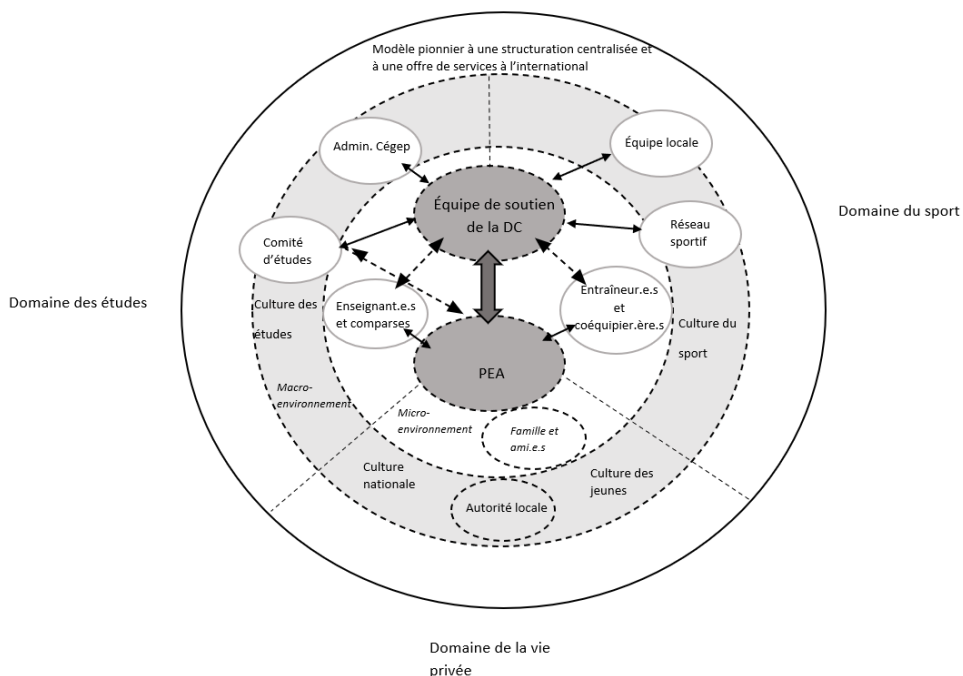 Modèle pionnier à une structuration centralisée et
à une offre de services à l'international
Admin. Cégep
Équipe locale
Équipe de soutien
de la DC
Domaine du sport
Réseau
sportif
Comité
d'études
Domaine des études
Culture des
études
Enseignant.e.s
et comparses
Entraîneur.e.s
et
coéquipier.ère.s
Culture du
sport
PEA
Macro-
environnement
Micro-
environnement
Famille et
ami.e.s
Culture
nationale
Culture des
jeunes
Autorité locale
Domaine de la vie
privée